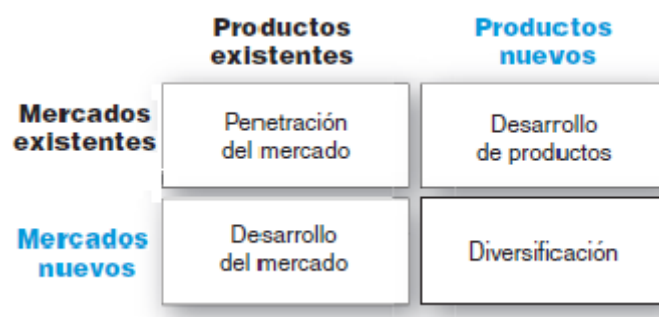 Productos
existentes
Productos
nuevos
Mercados
existentes
Penetración
del mercado
Desarrollo
de productos
Mercados
nuevos
Desarrollo
del mercado
Diversificación